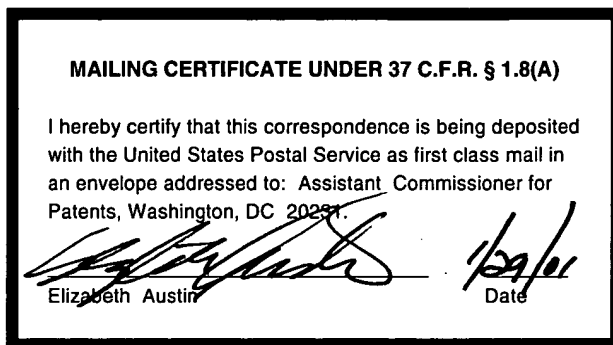 MAILING CERTIFICATE UNDER 37 C.F.R. § 1.8(A)
I hereby certify that this correspondence is being deposited
with the United States Postal Service as first class mail in
an envelope addressed to: Assistant Commissioner for
Patents, Washington, DC 20231.
1/29/01
Elizabeth Austin Date